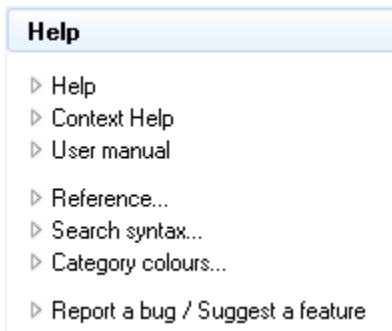 Help
Help
Context Help
User manual
Reference...
Search syntax...
Category colours...
Report a bug / Suggest a feature